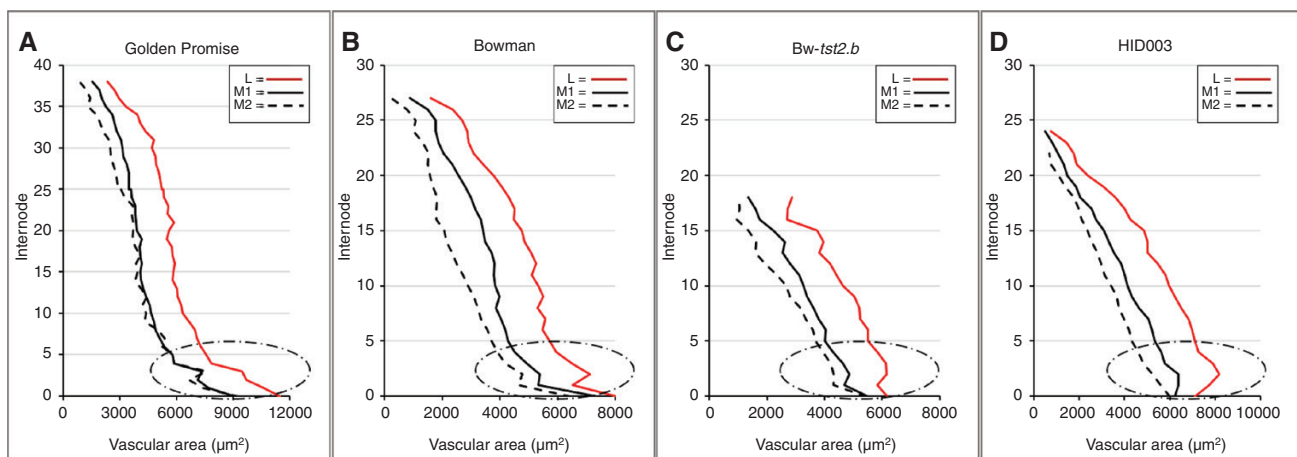 A
Golden Promise
L =
M1 =
M2 =
Internode
40
35
30
25
20
15
10
5
0
0 30000 60000 9000 12000
Vascular area (µm²)
B
Bowman
L =
M1 =
M2 =
Internode
30
25
20
15
10
5
0
0 2000 4000 6000 8000
Vascular area (µm²)
C
Bw-tst2.b
L =
M1 =
M2 =
Internode
30
25
20
15
10
5
0
0 2000 4000 6000 8000
Vascular area (µm²)
D
HID003
L =
M1 =
M2 =
Internode
30
25
20
15
10
5
0
0 2000 4000 6000 8000 10000
Vascular area (µm²)